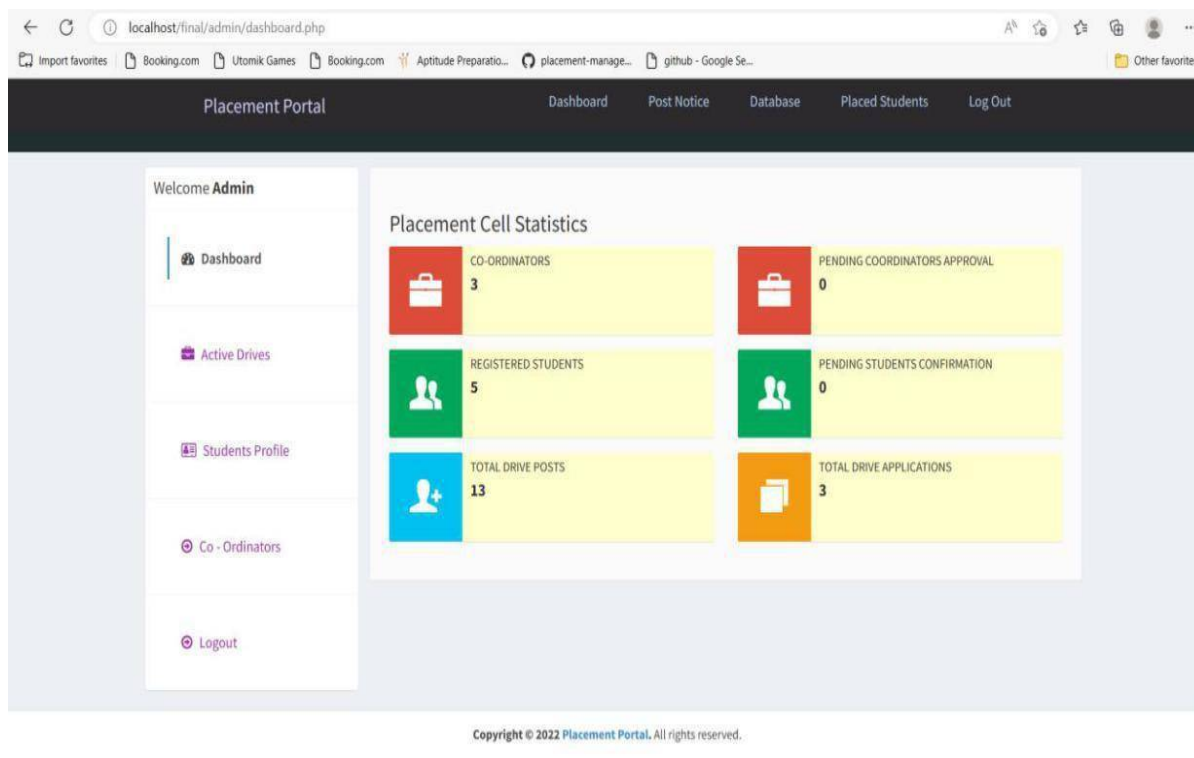 localhost/final/admin/dashboard.php
Import favorites Booking.com Utomik Games Booking.com Aptitude Preparatio... placement-manage... github - Google Se... Other favorite
Placement Portal Dashboard Post Notice Database Placed Students Log Out
Welcome Admin
Dashboard
Active Drives
Students Profile
Co - Ordinators
Logout
Placement Cell Statistics
CO-ORDINATORS
3
PENDING COORDINATORS APPROVAL
0
REGISTERED STUDENTS
5
PENDING STUDENTS CONFIRMATION
0
TOTAL DRIVE POSTS
13
TOTAL DRIVE APPLICATIONS
3
Copyright © 2022 Placement Portal. All rights reserved.